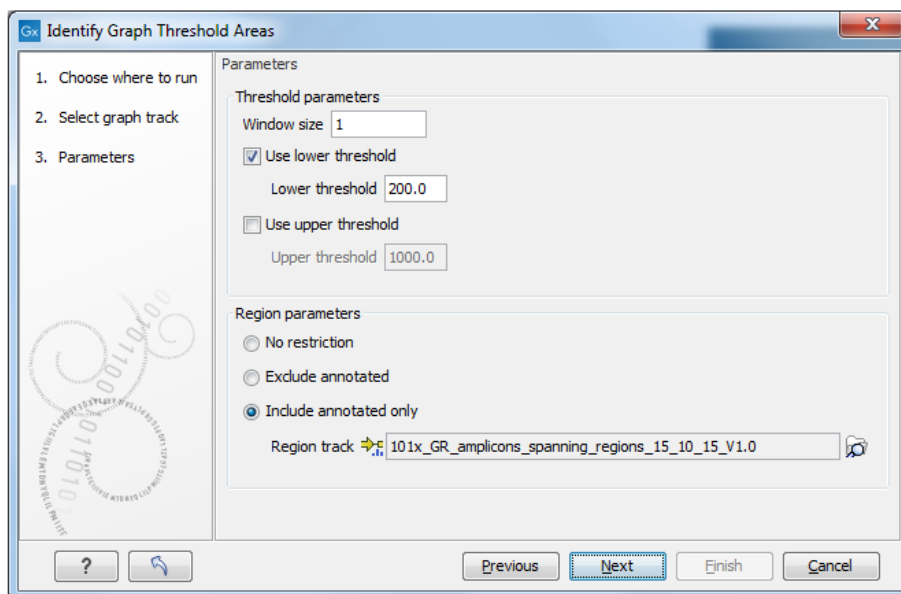 Gx Identify Graph Threshold Areas
1. Choose where to run
2. Select graph track
3. Parameters
Parameters
Threshold parameters
Window size 1
Use lower threshold
Lower threshold 200.0
Use upper threshold
Upper threshold 1000.0
Region parameters
No restriction
Exclude annotated
Include annotated only
Region track 101x_GR_amplicons_spanning_regions_15_10_15_V1.0
? Previous Next Finish Cancel